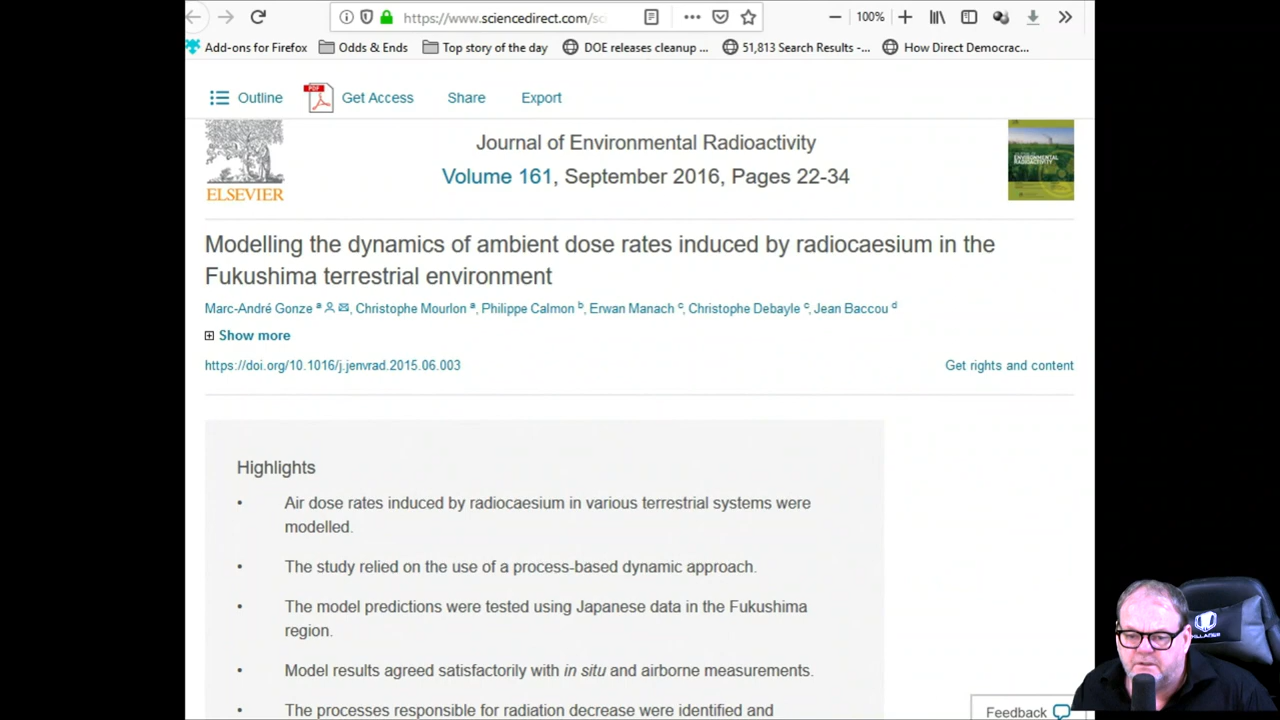 https://www.sciencedirect.com/sc
100%
Add-ons for Firefox
Odds & Ends
Top story of the day
DOE releases cleanup ...
51,813 Search Results -...
How Direct Democrac...
Outline
PDF
Get Access
Share
Export
ELSEVIER
Journal of Environmental Radioactivity
Volume 161, September 2016, Pages 22-34
ENVIRONMENTAL
RADIOACTIVITY
Modelling the dynamics of ambient dose rates induced by radiocaesium in the
Fukushima terrestrial environment
Marc-André Gonze a, Christophe Mourlon a, Philippe Calmon b, Erwan Manach c, Christophe Debayle c, Jean Baccou d
Show more
https://doi.org/10.1016/j.jenvrad.2015.06.003
Get rights and content
Highlights
• Air dose rates induced by radiocaesium in various terrestrial systems were
modelled.
• The study relied on the use of a process-based dynamic approach.
• The model predictions were tested using Japanese data in the Fukushima
region.
• Model results agreed satisfactorily with in situ and airborne measurements.
• The processes responsible for radiation decrease were identified and
Feedback